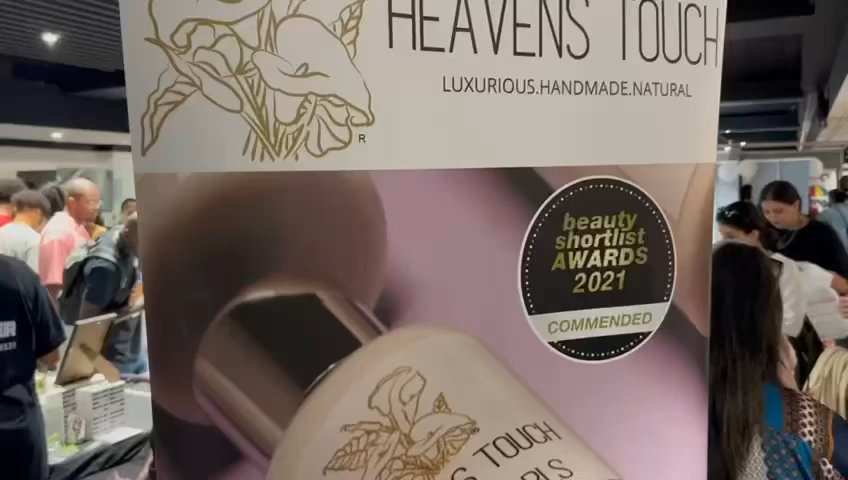 HEAVENS TOUCH
LUXURIOUS.HANDMADE.NATURAL
R
beauty
shortlist
AWARDS
2021
COMMENDED
TOUCH